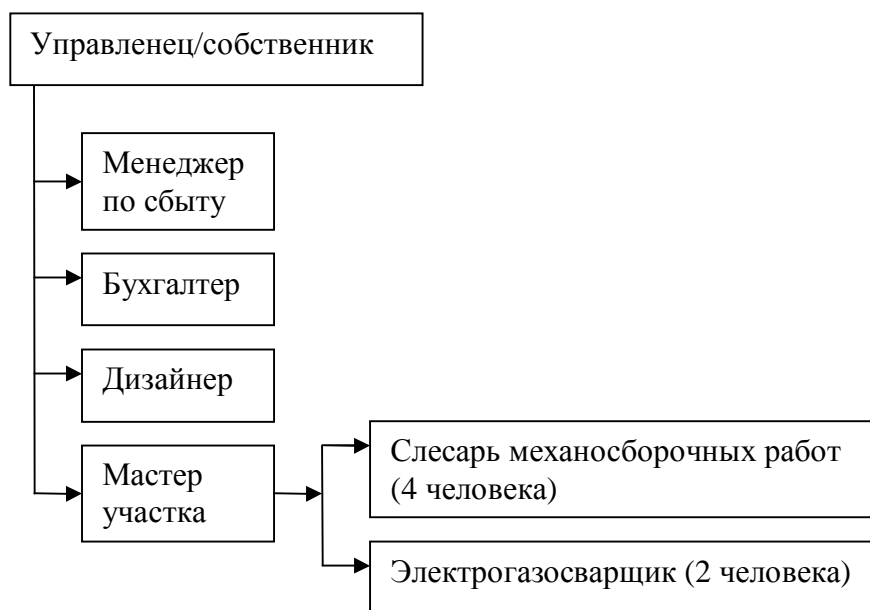 Управленец/собственник
Менеджер
по сбыту
Бухгалтер
Дизайнер
Мастер
участка
Слесарь механосборочных работ
(4 человека)
Электрогазосварщик (2 человека)